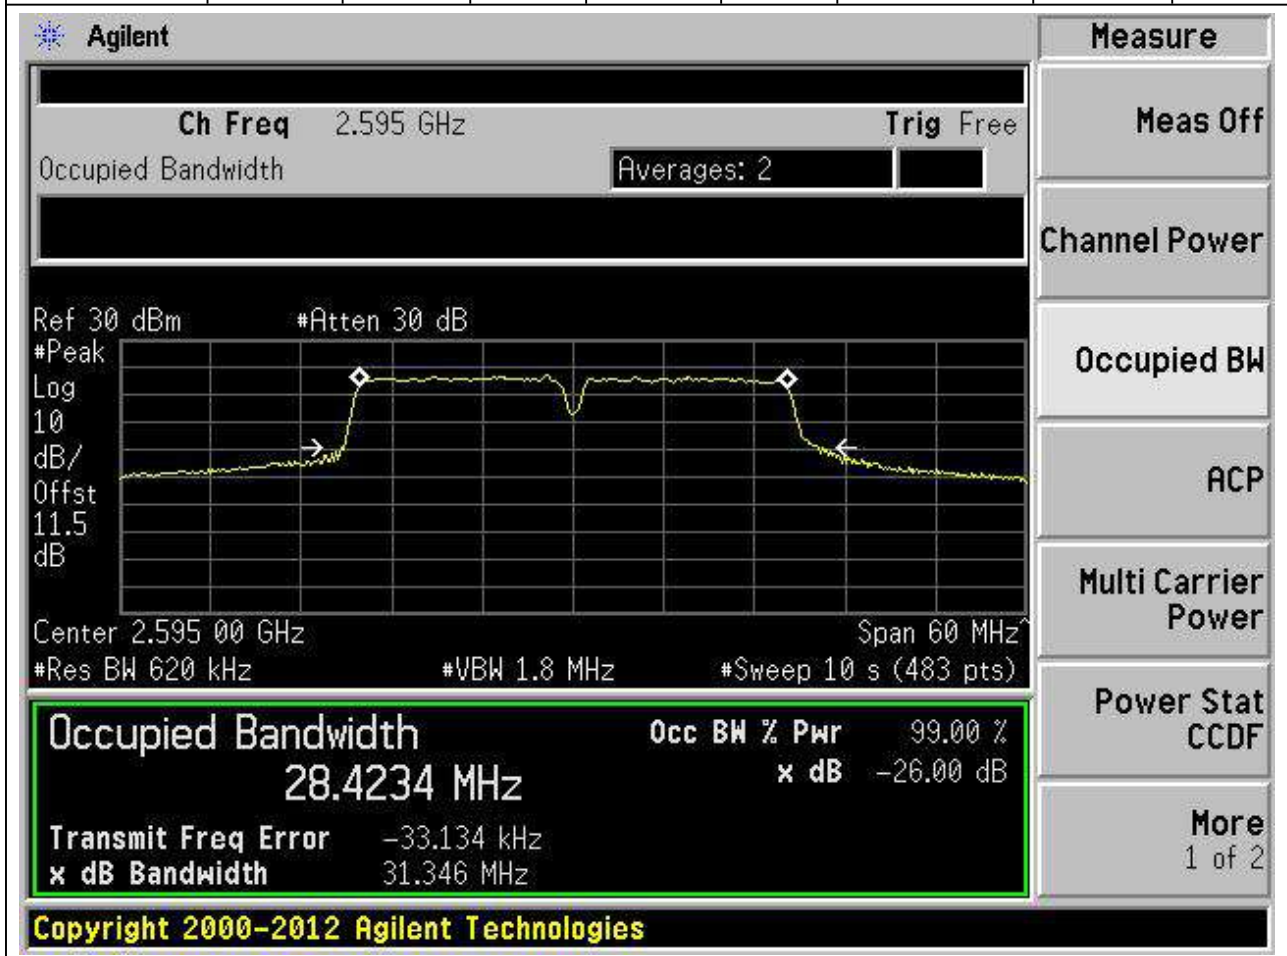 Agilent
Measure
Ch Freq 2.595 GHz Trig Free
Occupied Bandwidth Averages: 2
Meas Off
Channel Power
Occupied BW
ACP
Multi Carrier
Power
Power Stat
CCDF
More
1 of 2
Ref 30 dBm #Atten 30 dB
#Peak
Log
10
dB/
Offst
11.5
dB
Center 2.595 00 GHz Span 60 MHz^
#Res BW 620 kHz #VBW 1.8 MHz #Sweep 10 s (483 pts)
Occupied Bandwidth Occ BW % Pwr 99.00 %
28.4234 MHz x dB -26.00 dB
Transmit Freq Error -33.134 kHz
x dB Bandwidth 31.346 MHz
Copyright 2000-2012 Agilent Technologies